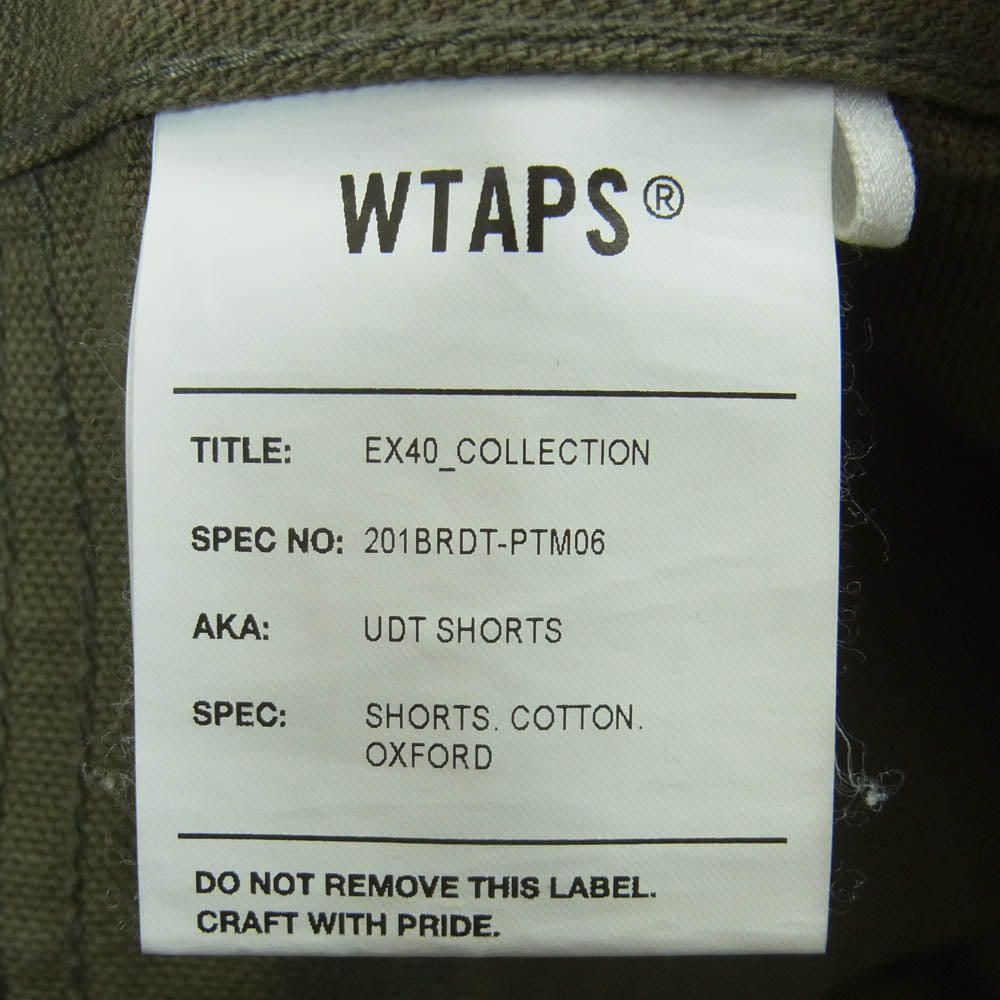 WTAPS®
TITLE: EX40_COLLECTION
SPEC NO: 201BRDT-PTM06
AKA: UDT SHORTS
SPEC: SHORTS. COTTON.
OXFORD
DO NOT REMOVE THIS LABEL.
CRAFT WITH PRIDE.